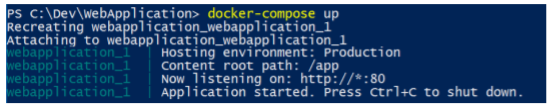 PS C:\Dev\WebApplication> docker-compose up
Recreating webapplication_webapplication_1
Attaching to webapplication_webapplication_1
webapplication_1 | Hosting environment: Production
webapplication_1 | Content root path: /app
webapplication_1 | Now listening on: http://*:80
webapplication_1 | Application started. Press Ctrl+C to shut down.